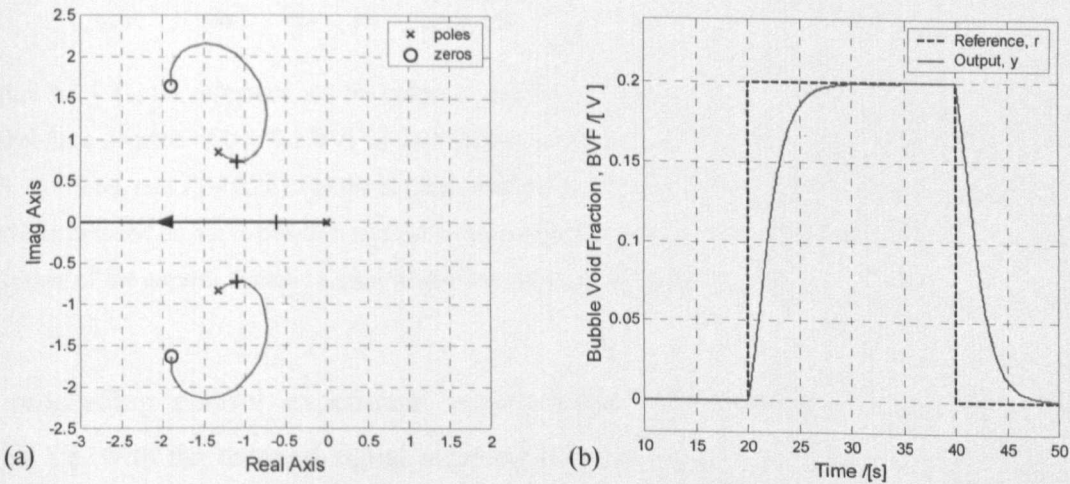 2.5
2
1.5
1
0.5
0
-0.5
-1
-1.5
-2
-2.5
Imag Axis
× poles
zeros
-3 -2.5 -2 -1.5 -1 -0.5 0 0.5 1 1.5 2
Real Axis
(a)
0.2
0.15
0.1
0.05
0
Bubble Void Fraction , BVF /[ V ]
Reference, r
Output, y
10 15 20 25 30 35 40 45 50
Time /[s]
(b)